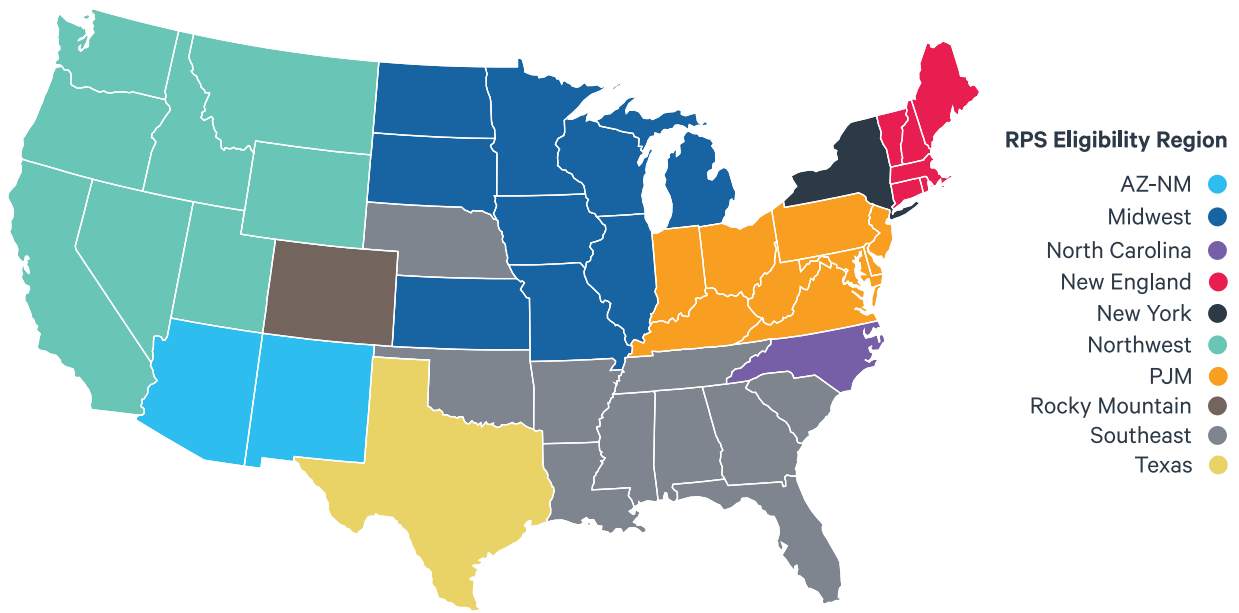 RPS Eligibility Region
AZ-NM
Midwest
North Carolina
New England
New York
Northwest
PJM
Rocky Mountain
Southeast
Texas